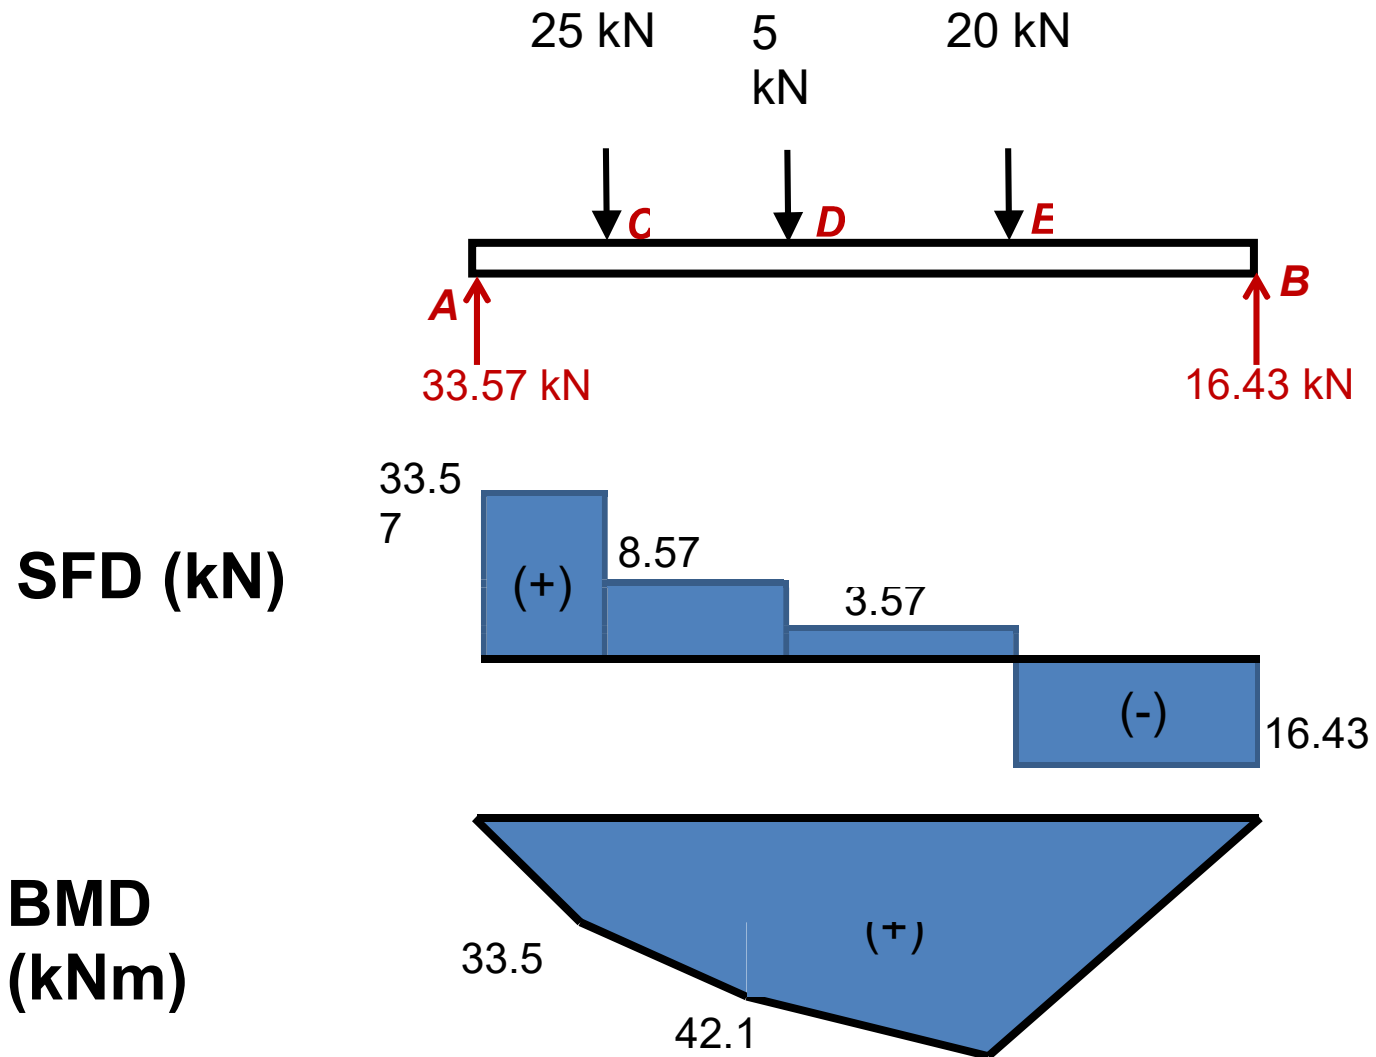 25 kN
5
kN
20 kN
C
D
E
A
B
33.57 kN
16.43 kN
33.5
7
SFD (kN)
(+)
8.57
3.57
(-)
16.43
BMD
(kNm)
(+)
33.5
42.1